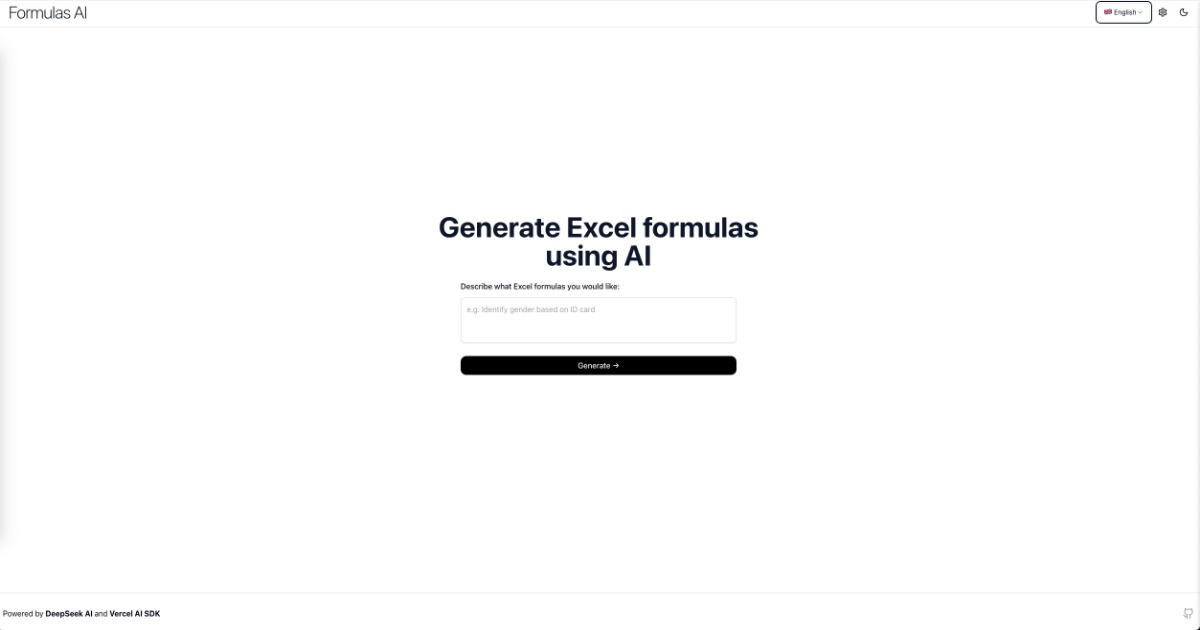 Formulas AI
English
Generate Excel formulas
using AI
Describe what Excel formulas you would like:
e.g. Identify gender based on ID card
Generate →
Powered by DeepSeek AI and Vercel AI SDK